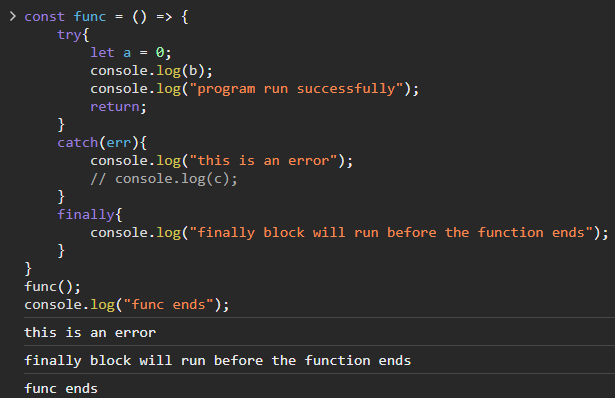 > const func = () => {
    try{
        let a = 0;
        console.log(b);
        console.log("program run successfully");
        return;
    }
    catch(err){
        console.log("this is an error");
        // console.log(c);
    }
    finally{
        console.log("finally block will run before the function ends");
    }
}
func();
console.log("func ends");
this is an error
finally block will run before the function ends
func ends